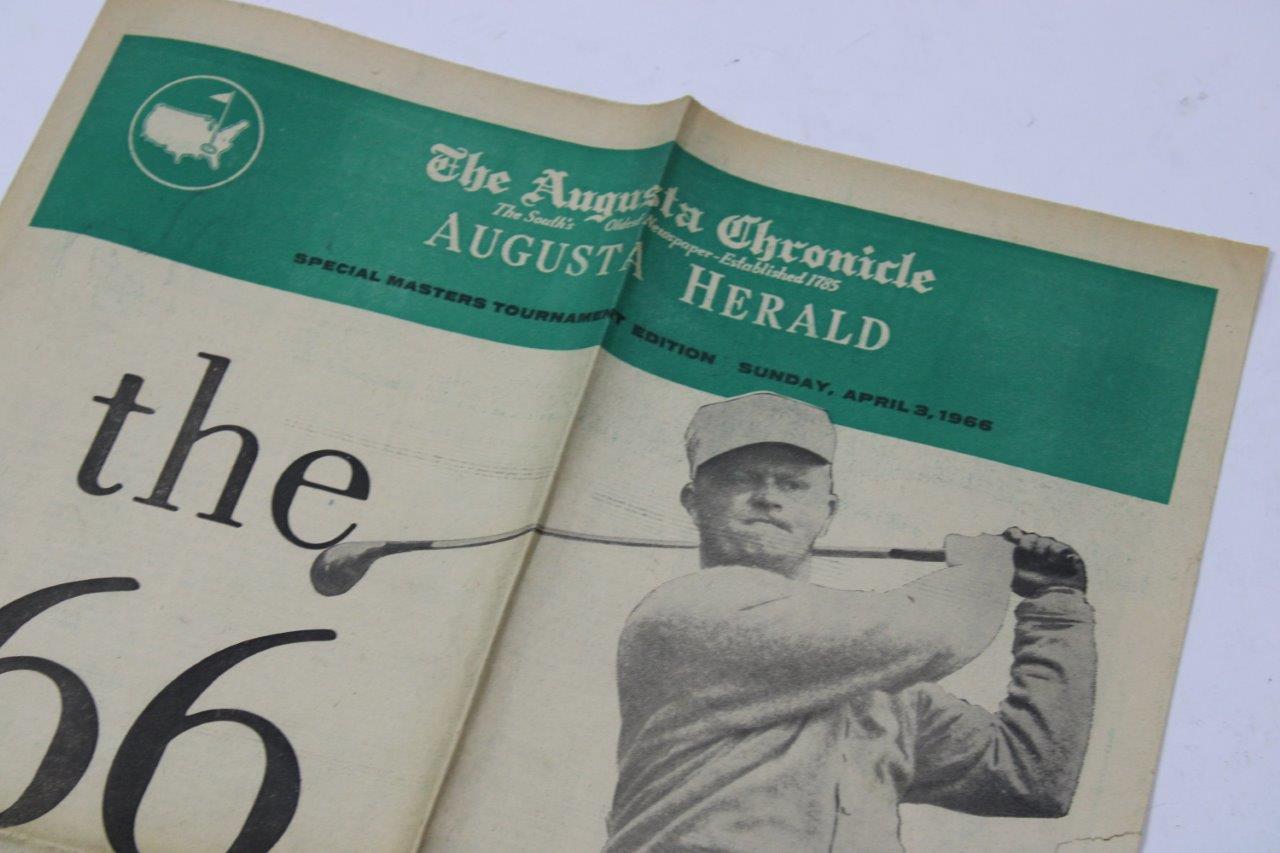 The Augusta Chronicle
The South's Oldest Newspaper-Established 1785
AUGUSTA HERALD
SPECIAL MASTERS TOURNAMENT EDITION SUNDAY, APRIL 3, 1966
the
66